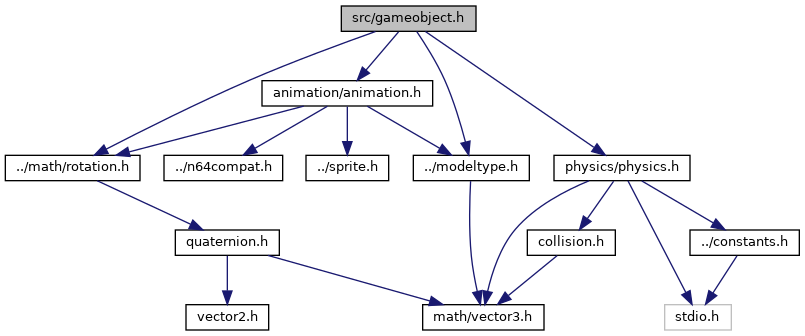 src/gameobject.h
animation/animation.h
../math/rotation.h
../n64compat.h
../sprite.h
../modeltype.h
physics/physics.h
quaternion.h
collision.h
../constants.h
vector2.h
math/vector3.h
stdio.h